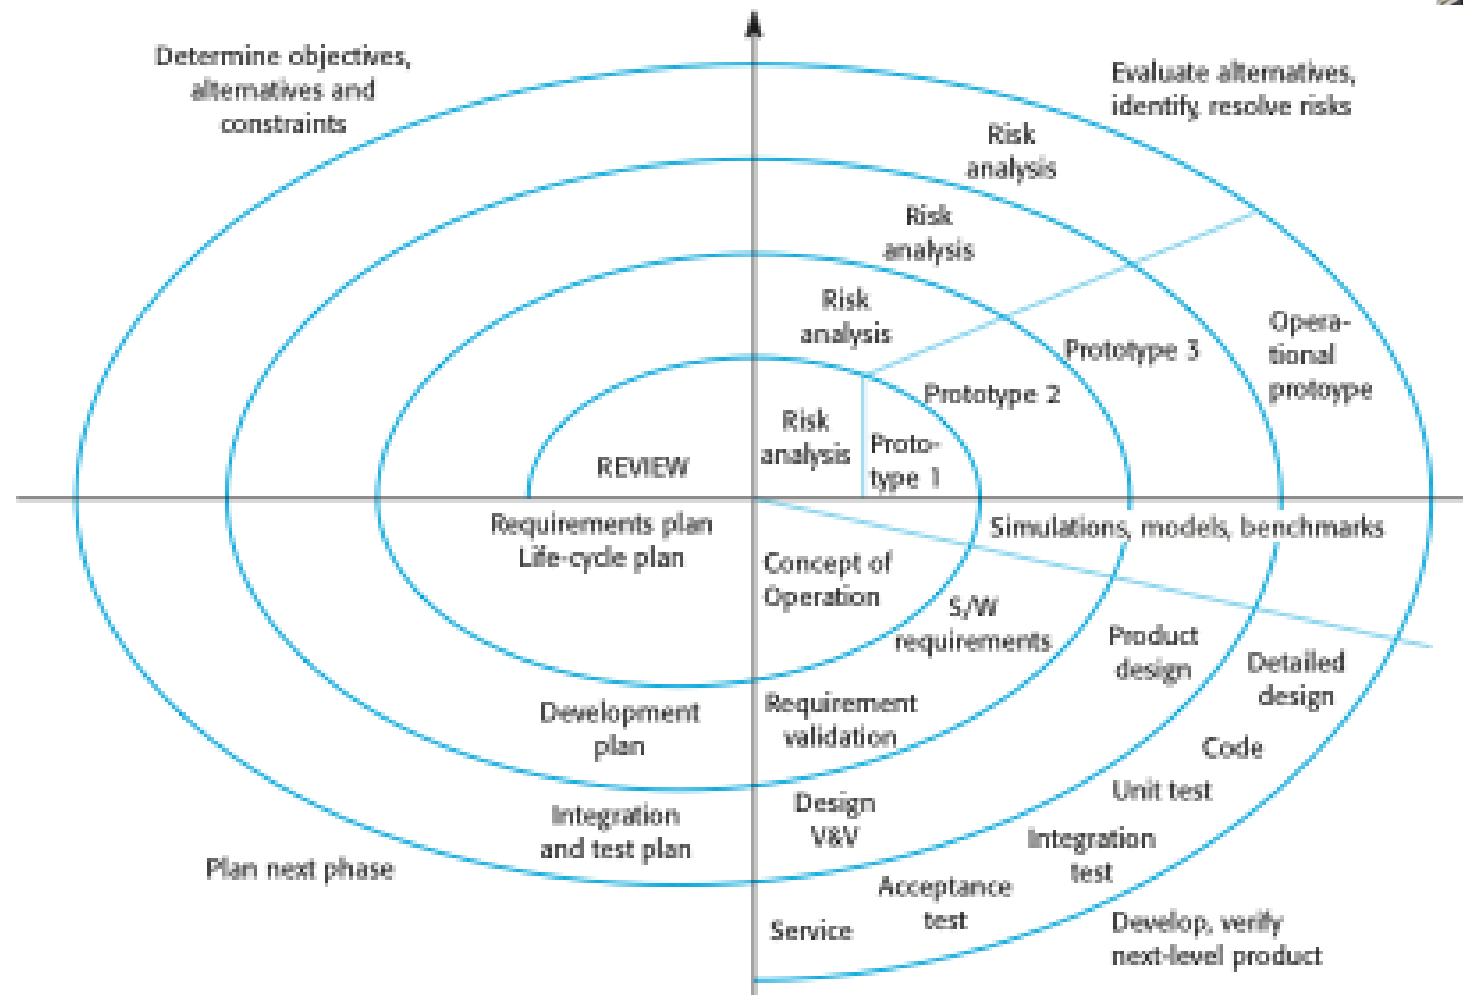 Determine objectives,
alternatives and
constraints
Evaluate alternatives,
identify, resolve risks
Risk
analysis
Risk
analysis
Risk
analysis
Risk
analysis
Proto-
type 1
Prototype 2
Prototype 3
Opera-
tional
protoype
REVIEW
Requirements plan
Life-cycle plan
Development
plan
Integration
and test plan
Plan next phase
Simulations, models, benchmarks
Concept of
Operation
S/W
requirements
Requirement
validation
Product
design
Detailed
design
Design
V&V
Code
Unit test
Integration
test
Acceptance
test
Service
Develop, verify
next-level product